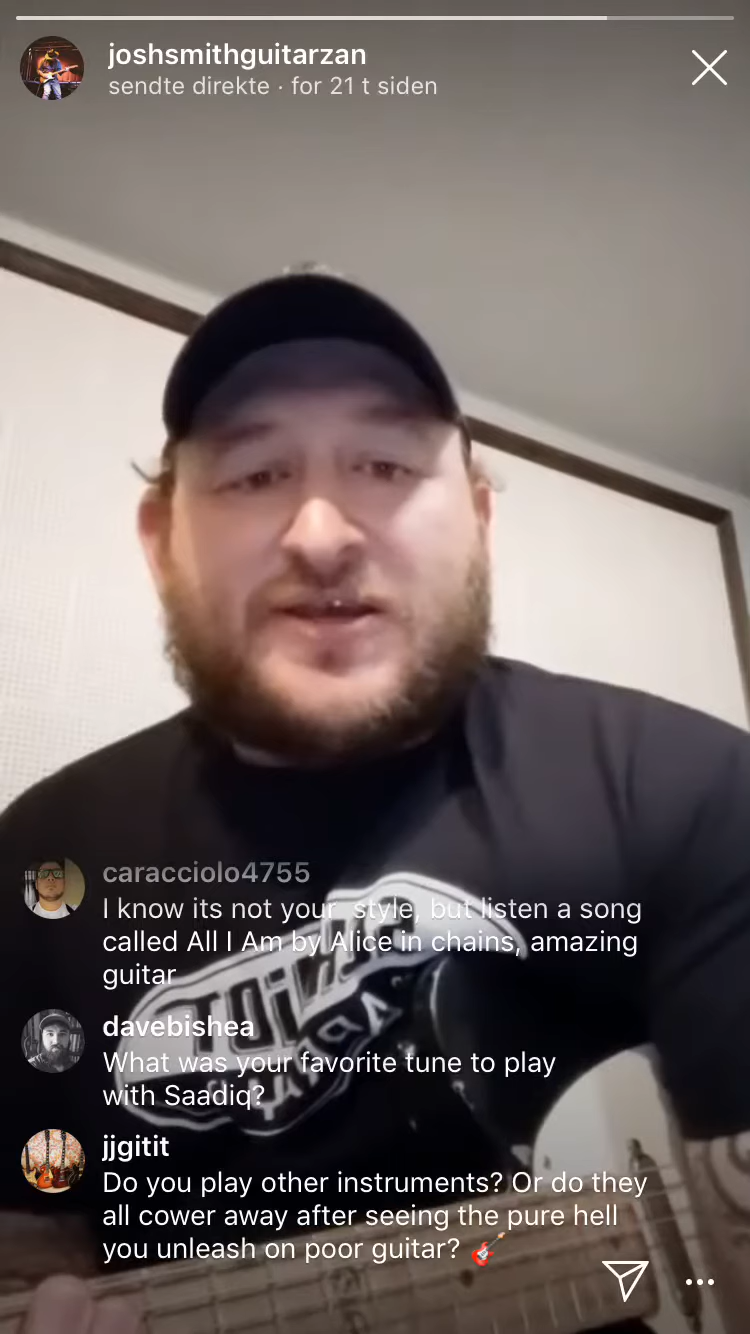 joshsmithguitarzan
sendte direkte · for 21 t siden
caracciolo4755
I know its not your  style, but listen a song
called All I Am by Alice in chains, amazing
guitar
davebishea
What was your favorite tune to play
with Saadiq?
jjgitit
Do you play other instruments? Or do they
all cower away after seeing the pure hell
you unleash on poor guitar? 🎸